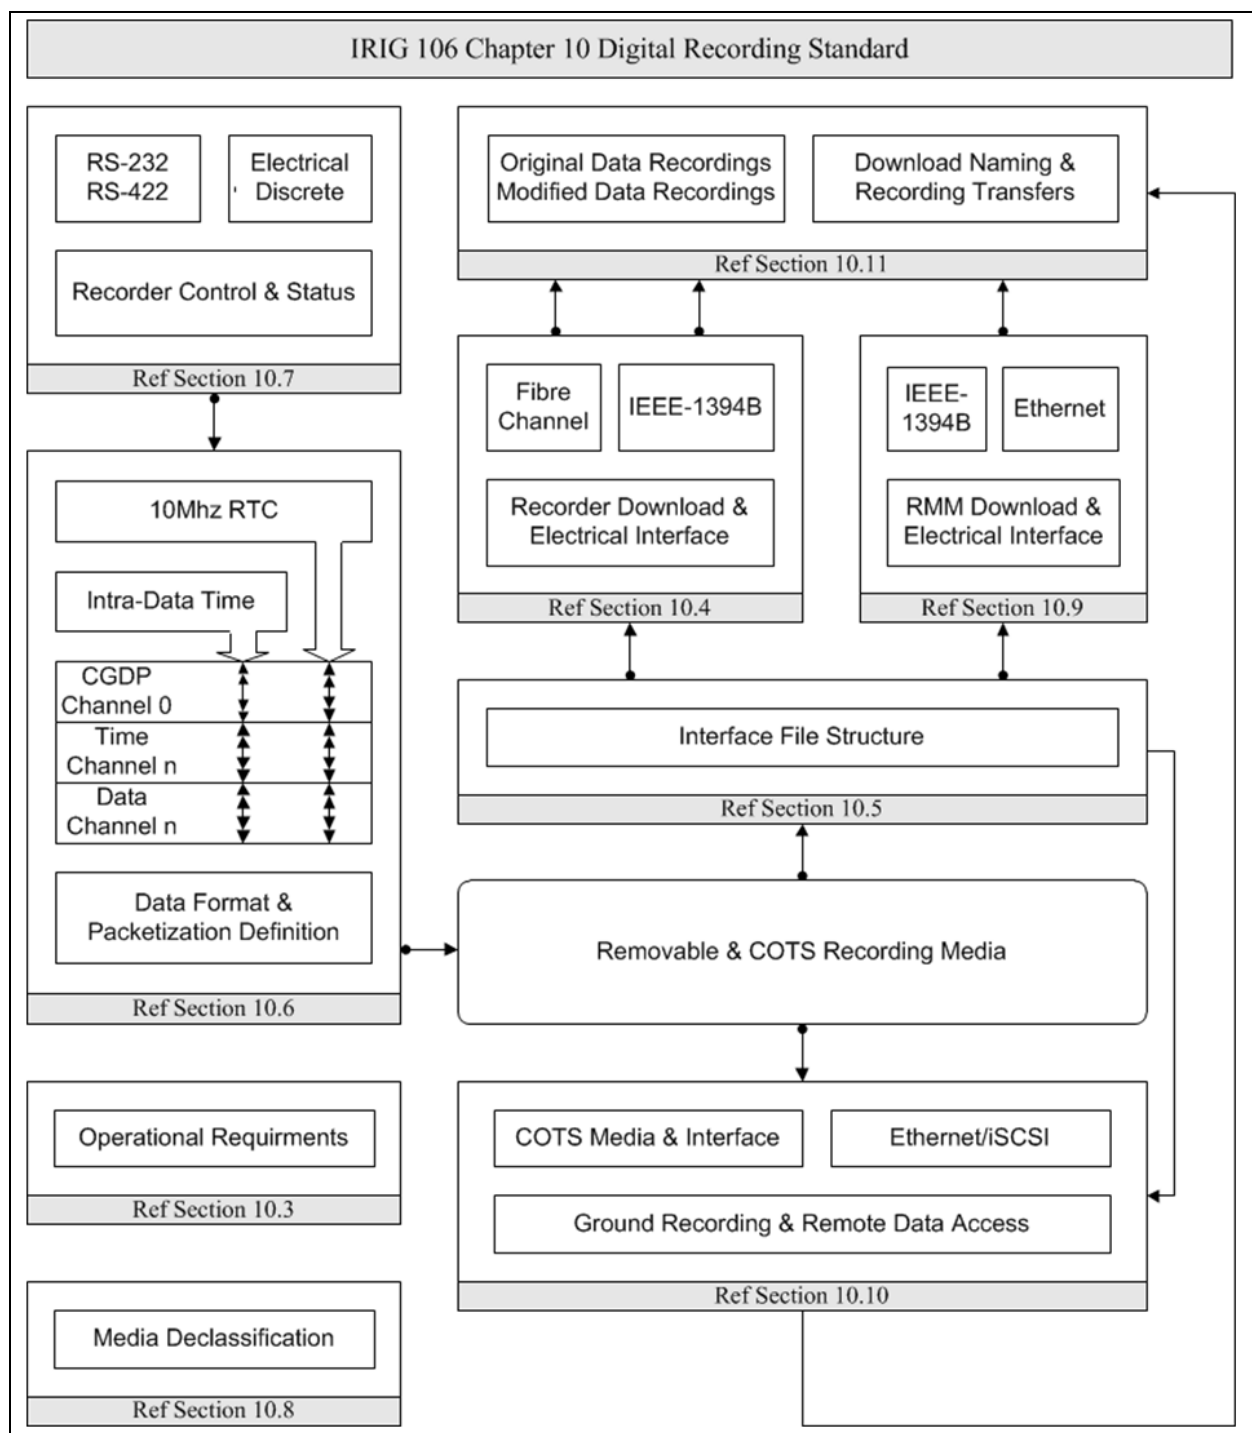 IRIG 106 Chapter 10 Digital Recording Standard
RS-232
RS-422
Electrical
Discrete
Recorder Control & Status
Ref Section 10.7
10Mhz RTC
Intra-Data Time
CGDP
Channel 0
Time
Channel n
Data
Channel n
Data Format &
Packetization Definition
Ref Section 10.6
Operational Requirments
Ref Section 10.3
Media Declassification
Ref Section 10.8
Original Data Recordings
Modified Data Recordings
Download Naming &
Recording Transfers
Ref Section 10.11
Fibre
Channel
IEEE-1394B
Recorder Download &
Electrical Interface
Ref Section 10.4
IEEE-
1394B
Ethernet
RMM Download &
Electrical Interface
Ref Section 10.9
Interface File Structure
Ref Section 10.5
Removable & COTS Recording Media
COTS Media & Interface
Ethernet/iSCSI
Ground Recording & Remote Data Access
Ref Section 10.10